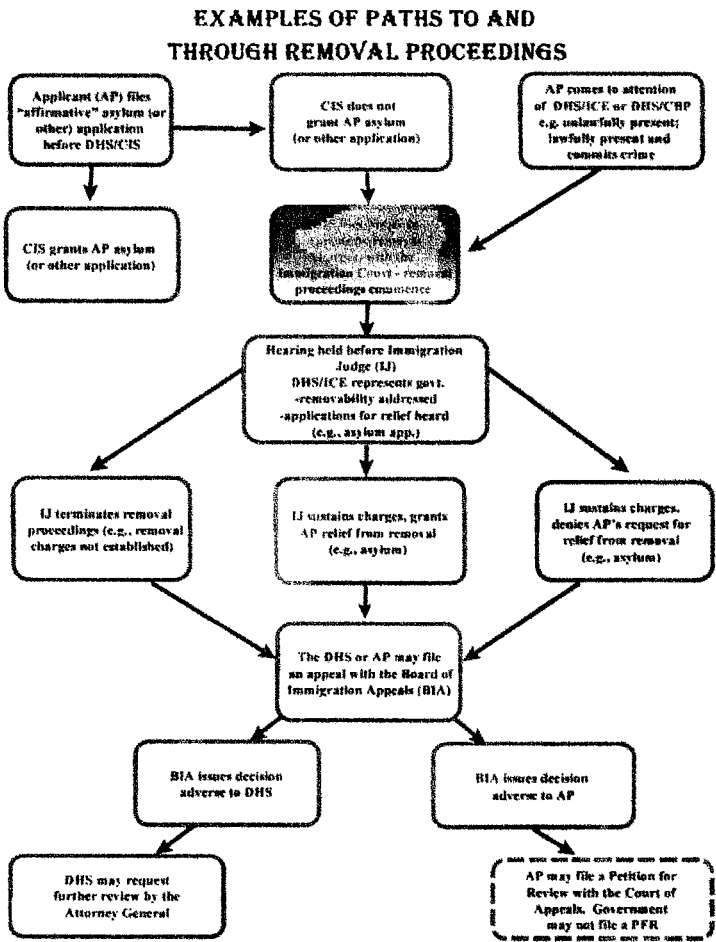 EXAMPLES OF PATHS TO AND
THROUGH REMOVAL PROCEEDINGS
Applicant (AP) files
"affirmative" asylum (or
other) application
before DHS/CIS
CIS does not
grant AP asylum
(or other application)
AP comes to attention
of DHS/ICE or DHS/CBP
e.g. unlawfully present;
lawfully present and
commits crime
CIS grants AP asylum
(or other application)
with the
Immigration Court - removal
proceedings commence
Hearing held before Immigration
Judge (IJ)
DHS/ICE represents govt.
-removability addressed
-applications for relief heard
(e.g., asylum app.)
IJ terminates removal
proceedings (e.g., removal
charges not established)
IJ sustains charges, grants
AP relief from removal
(e.g., asylum)
IJ sustains charges,
denies AP's request for
relief from removal
(e.g., asylum)
The DHS or AP may file
an appeal with the Board of
Immigration Appeals (BIA)
BIA issues decision
adverse to DHS
BIA issues decision
adverse to AP
DHS may request
further review by the
Attorney General
AP may file a Petition for
Review with the Court of
Appeals. Government
may not file a PFR